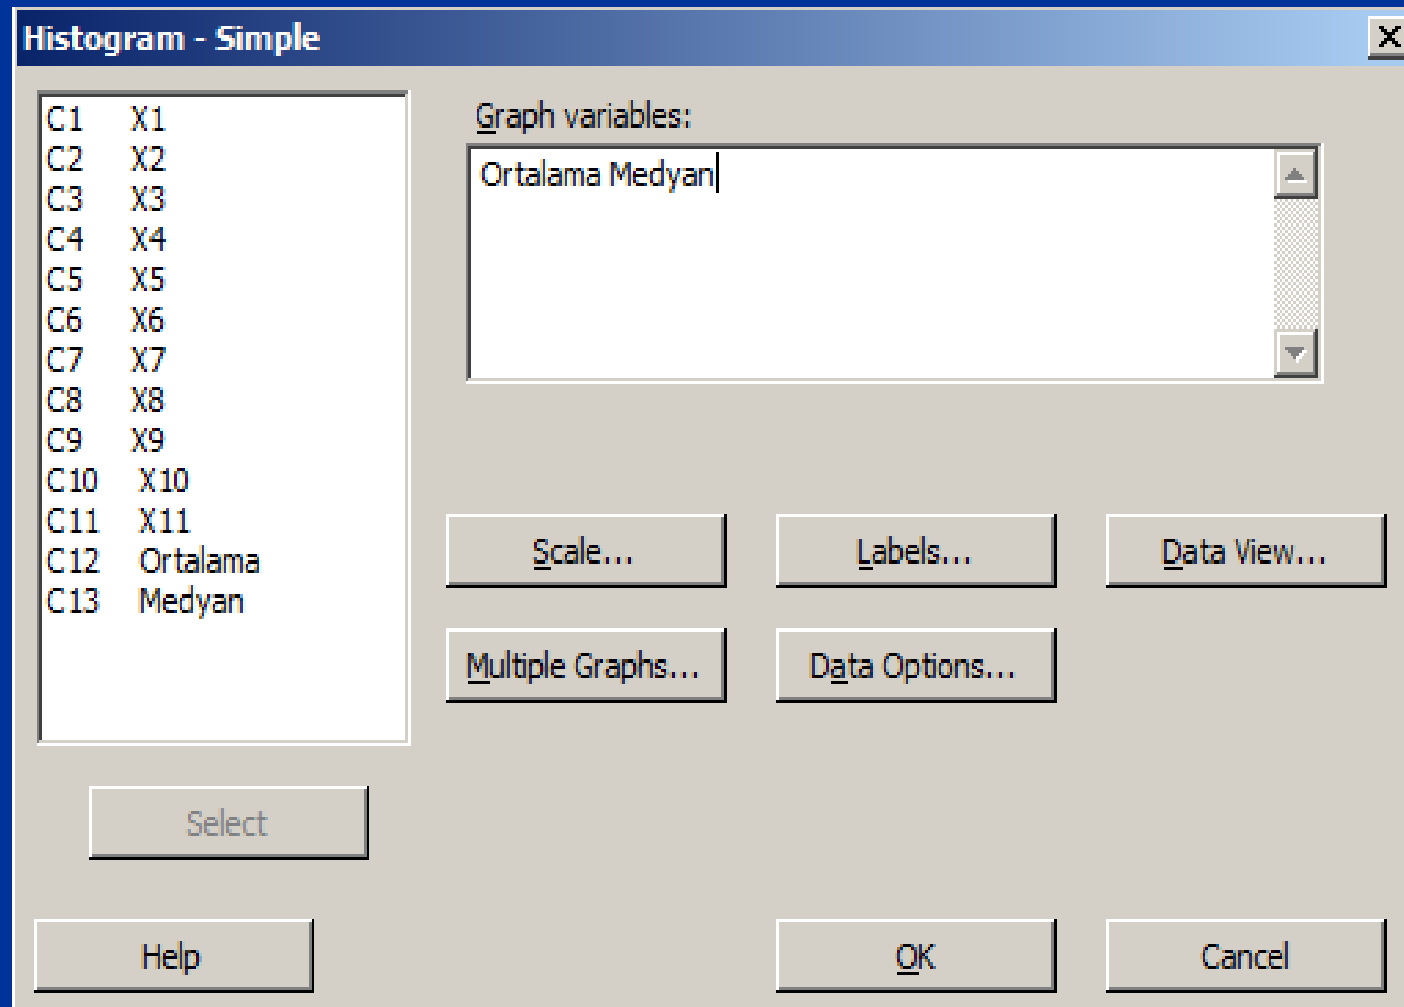 Histogram - Simple
C1 X1
C2 X2
C3 X3
C4 X4
C5 X5
C6 X6
C7 X7
C8 X8
C9 X9
C10 X10
C11 X11
C12 Ortalama
C13 Medyan
Graph variables:
Ortalama Medyan
Scale... Labels... Data View...
Multiple Graphs... Data Options...
Select
Help OK Cancel